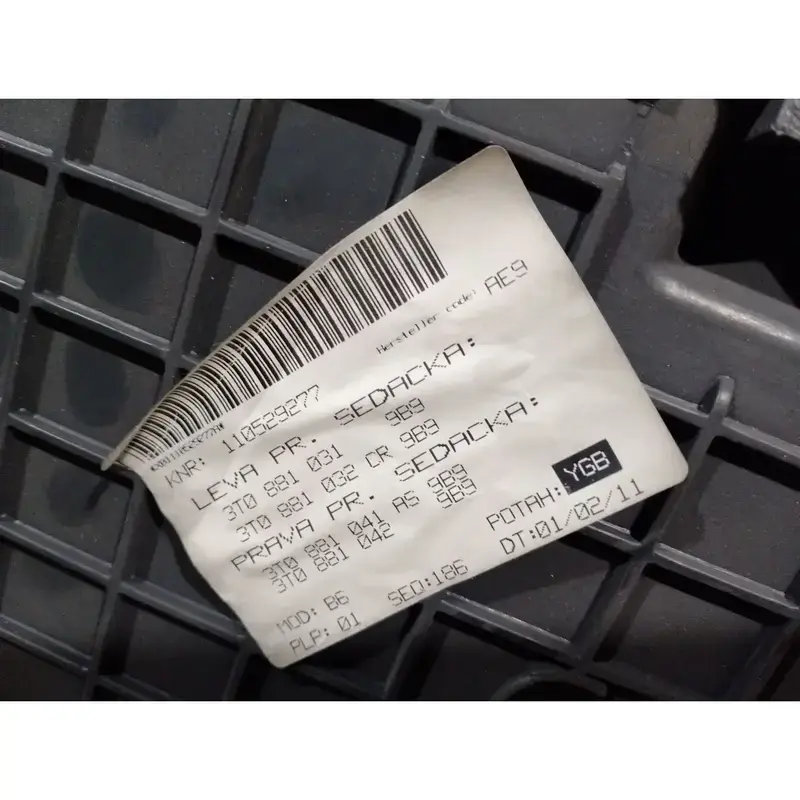 Hersteller code: AE9
KNR: 110529277
LEVA PR. SEDACKA:
3T0 881 031 9B9
3T0 881 032 CR 9B9
PRAVA PR. SEDACKA:
3T0 881 041 AS 9B9
3T0 881 042 9B9
POTAH: YGB
MOD: B6 SEQ:186 DT:01/02/11
PLP: 01